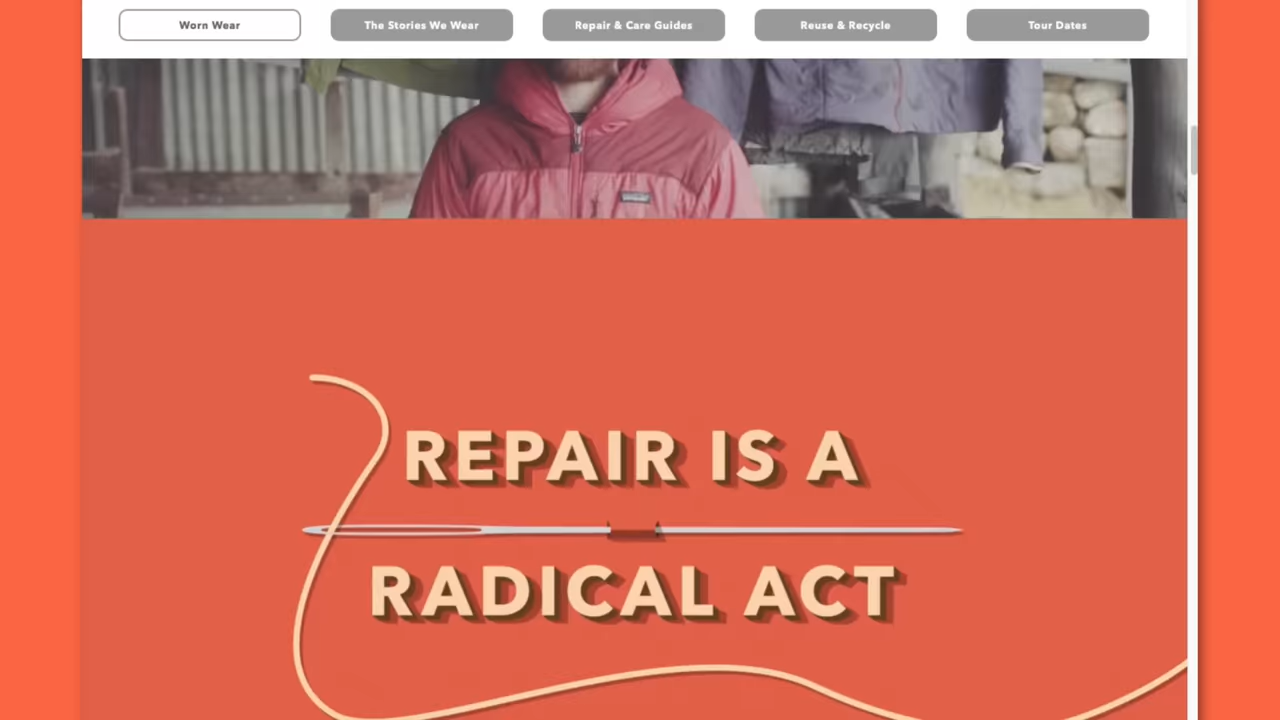 Worn Wear
The Stories We Wear
Repair & Care Guides
Reuse & Recycle
Tour Dates
REPAIR IS A
RADICAL ACT